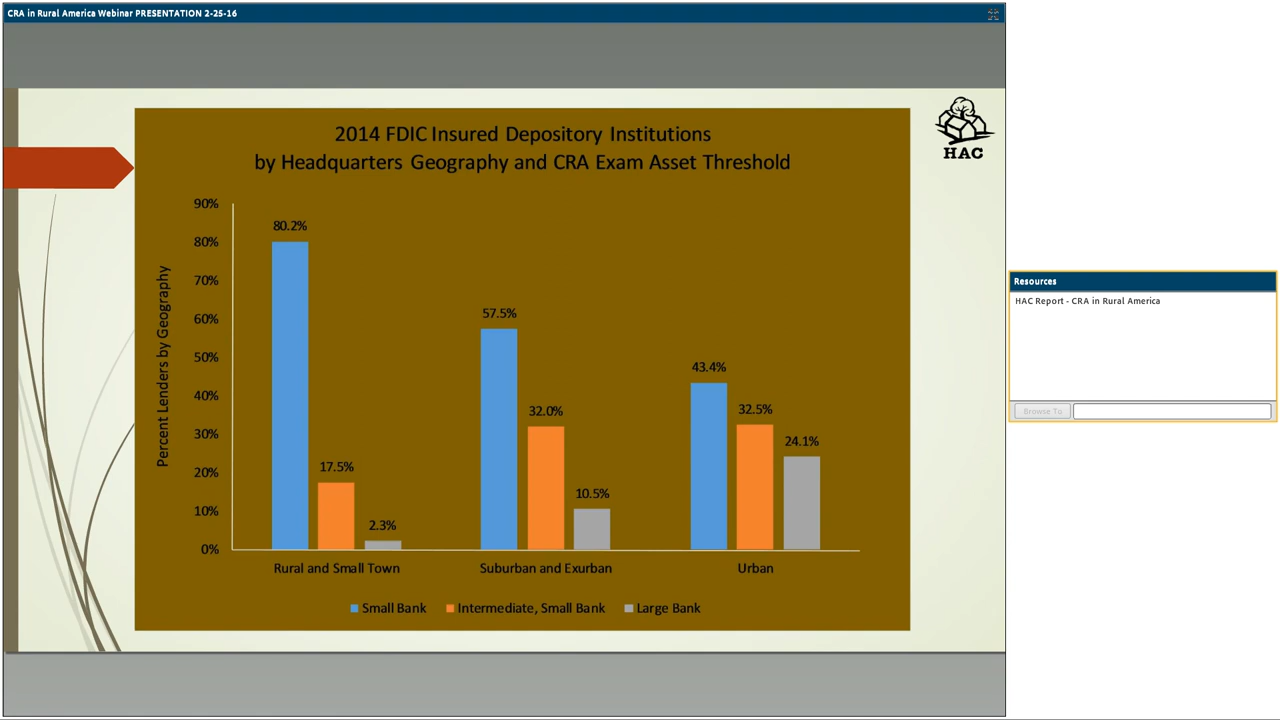 CRA in Rural America Webinar PRESENTATION 2-25-16
HAC
2014 FDIC Insured Depository Institutions
by Headquarters Geography and CRA Exam Asset Threshold
Percent Lenders by Geography
90%
80%
70%
60%
50%
40%
30%
20%
10%
0%
80.2%
17.5%
2.3%
57.5%
32.0%
10.5%
43.4%
32.5%
24.1%
Rural and Small Town
Suburban and Exurban
Urban
Small Bank
Intermediate, Small Bank
Large Bank
Resources
HAC Report - CRA in Rural America
Browse To